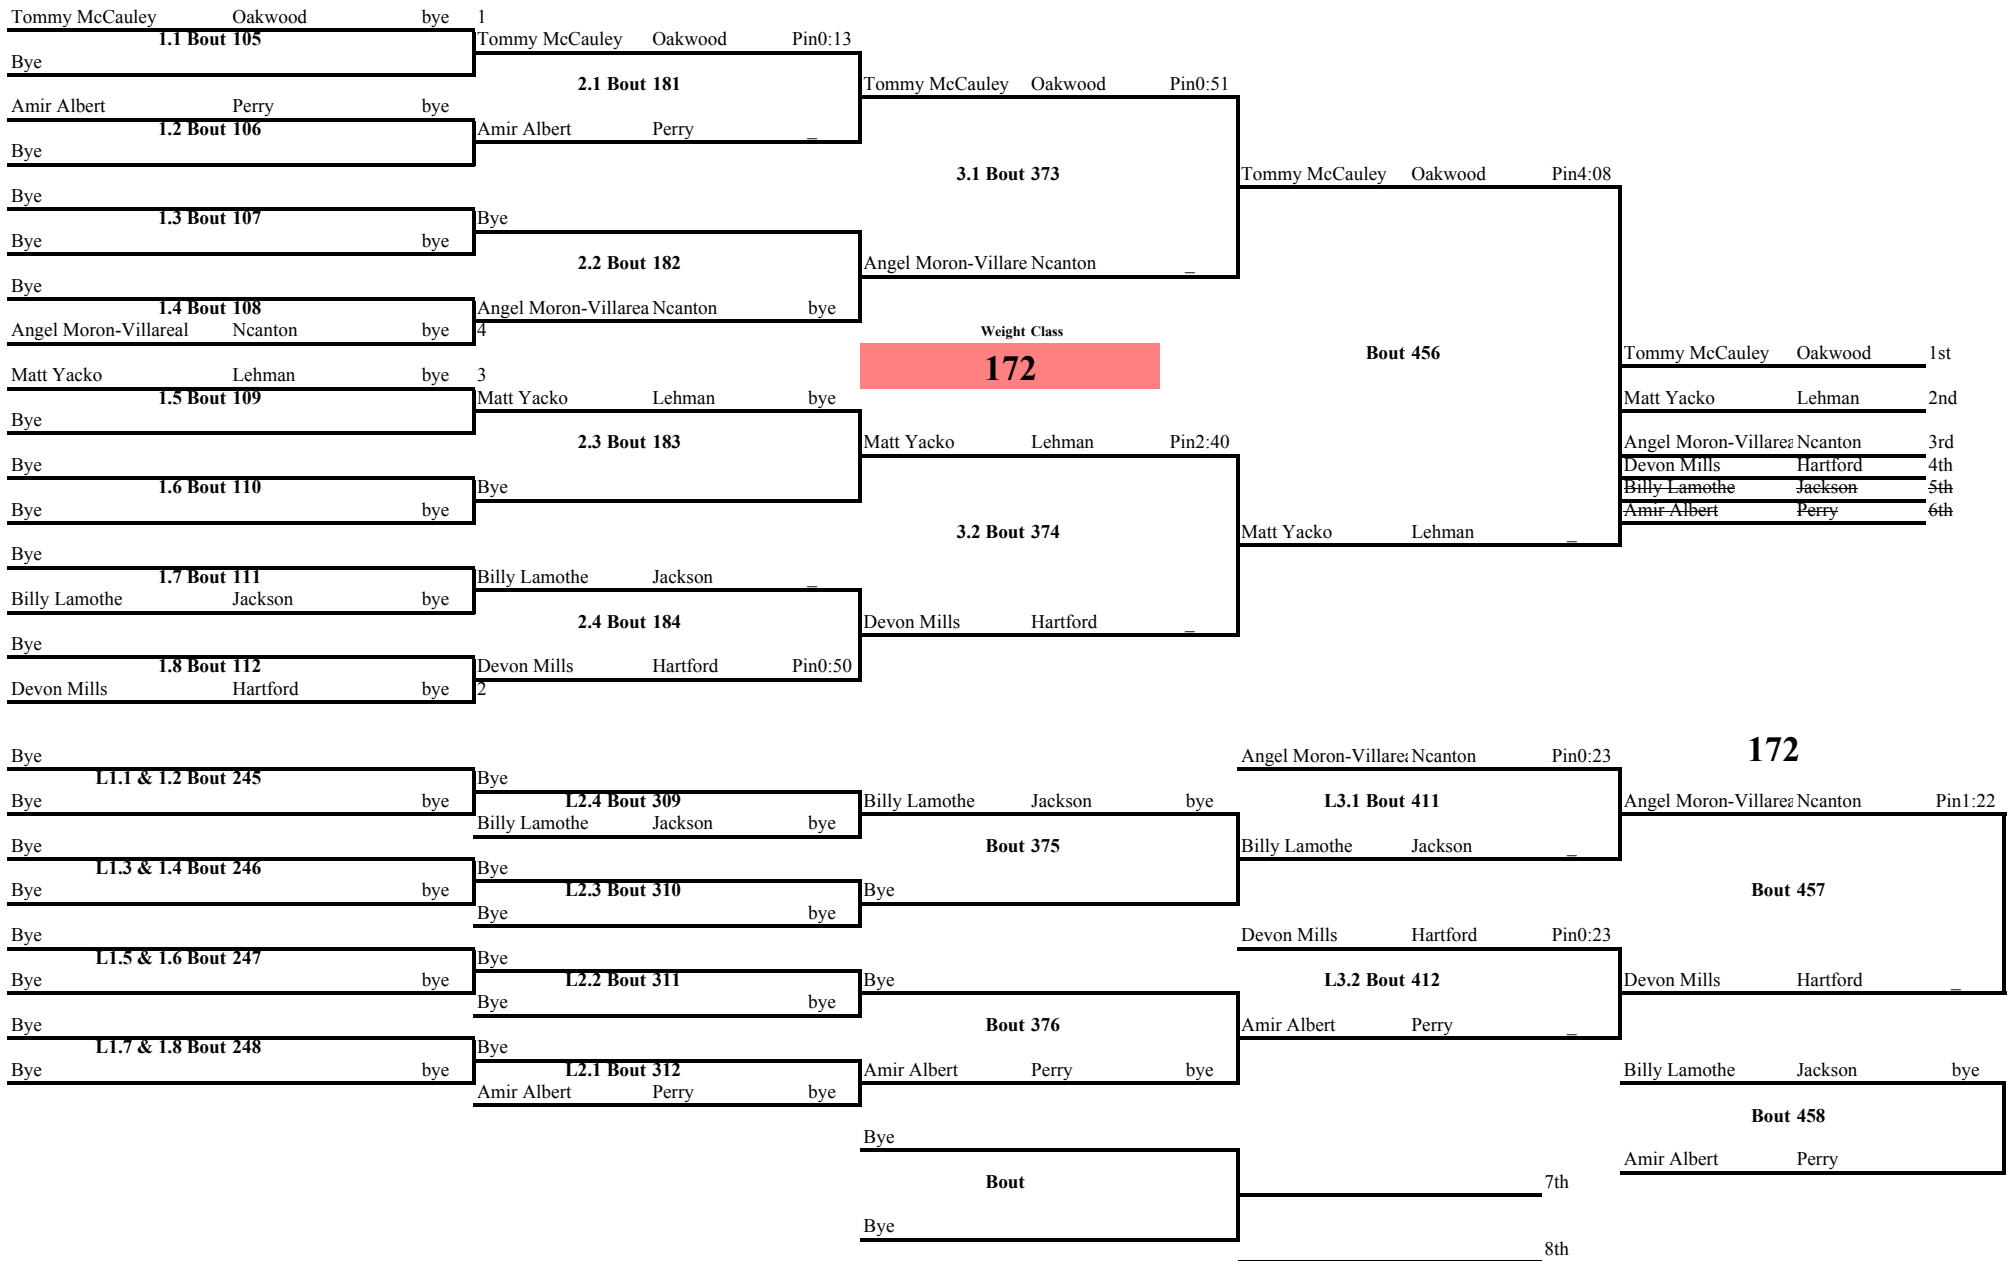 Tommy McCauley Oakwood bye 1
1.1 Bout 105
Tommy McCauley Oakwood Pin0:13
Bye
2.1 Bout 181
Tommy McCauley Oakwood Pin0:51
Amir Albert Perry bye
1.2 Bout 106
Amir Albert Perry _
Bye
3.1 Bout 373
Tommy McCauley Oakwood Pin4:08
Bye
1.3 Bout 107
Bye
Bye bye
2.2 Bout 182
Angel Moron-Villare Ncanton _
Bye
1.4 Bout 108
Angel Moron-Villarea Ncanton bye
Angel Moron-Villareal Ncanton bye 4
Weight Class
172
Bout 456
Tommy McCauley Oakwood 1st
Matt Yacko Lehman bye 3
1.5 Bout 109
Matt Yacko Lehman bye
Matt Yacko Lehman 2nd
Bye
2.3 Bout 183
Matt Yacko Lehman Pin2:40
Angel Moron-Villarea Ncanton 3rd
Bye
Devon Mills Hartford 4th
1.6 Bout 110
Bye
Billy Lamothe Jackson 5th
Bye bye
Amir Albert Perry 6th
3.2 Bout 374
Matt Yacko Lehman _
Bye
1.7 Bout 111
Billy Lamothe Jackson _
Billy Lamothe Jackson bye
2.4 Bout 184
Devon Mills Hartford _
Bye
1.8 Bout 112
Devon Mills Hartford Pin0:50
Devon Mills Hartford bye 2
172
Bye
Angel Moron-Villarea Ncanton Pin0:23
L1.1 & 1.2 Bout 245
Bye
Bye bye
L2.4 Bout 309
Billy Lamothe Jackson bye
L3.1 Bout 411
Angel Moron-Villarea Ncanton Pin1:22
Billy Lamothe Jackson bye
Bye
Bout 375
Billy Lamothe Jackson _
L1.3 & 1.4 Bout 246
Bye
Bye bye
L2.3 Bout 310
Bye
Bout 457
Bye bye
Bye
Devon Mills Hartford Pin0:23
L1.5 & 1.6 Bout 247
Bye
Bye bye
L2.2 Bout 311
Bye
L3.2 Bout 412
Devon Mills Hartford _
Bye bye
Bye
Bout 376
Amir Albert Perry _
L1.7 & 1.8 Bout 248
Bye
Bye bye
L2.1 Bout 312
Amir Albert Perry bye
Billy Lamothe Jackson bye
Amir Albert Perry bye
Bout 458
Bye
Amir Albert Perry
Bout
7th
Bye
8th